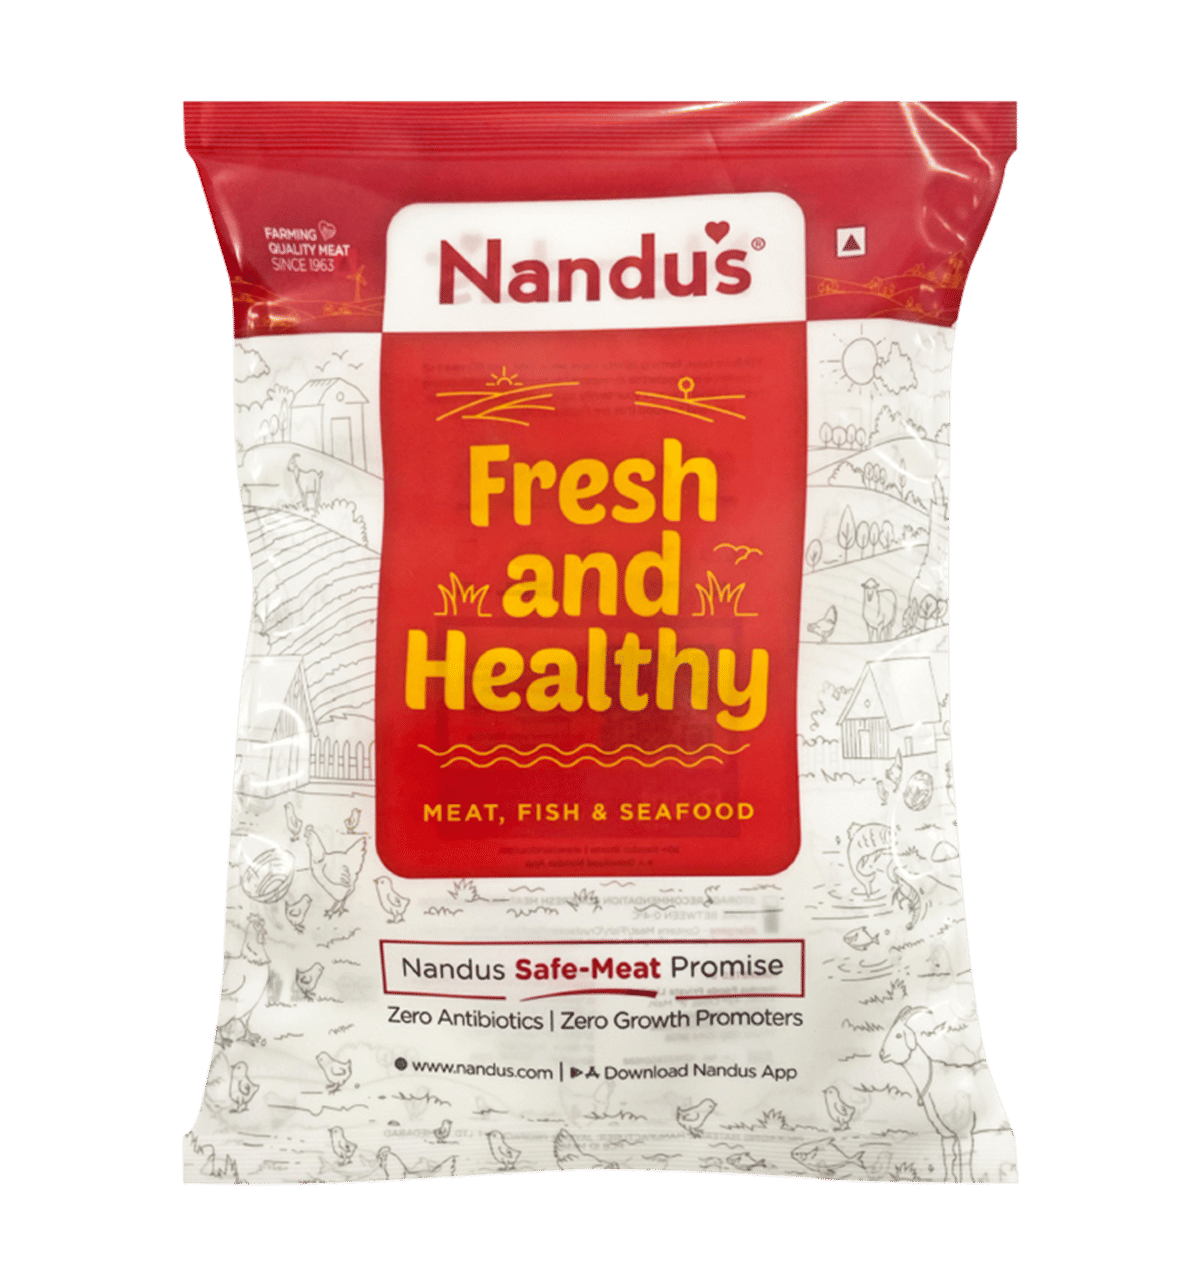 FARMING
QUALITY MEAT
SINCE 1963
Nandu's®
Fresh
and
Healthy
MEAT, FISH & SEAFOOD
Nandus Safe-Meat Promise
Zero Antibiotics | Zero Growth Promoters
www.nandus.com | Download Nandus App